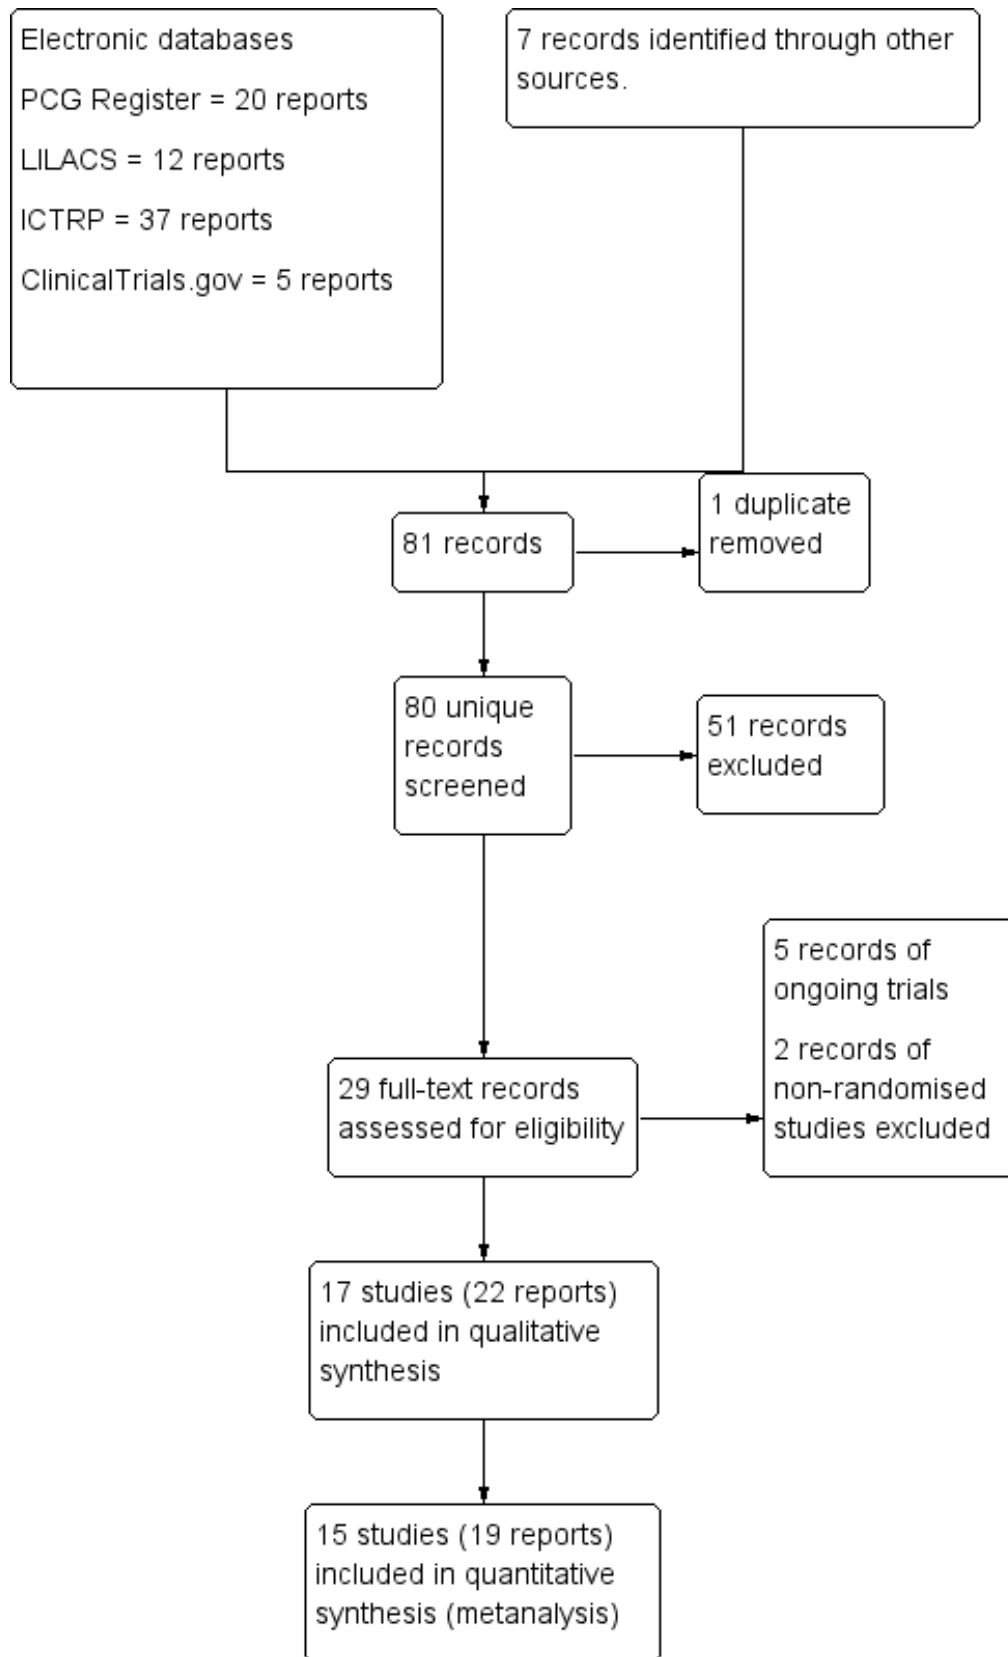 Electronic databases
PCG Register = 20 reports
LILACS = 12 reports
ICTRP = 37 reports
ClinicalTrials.gov = 5 reports
7 records identified through other
sources.
81 records
1 duplicate
removed
80 unique
records
screened
51 records
excluded
29 full-text records
assessed for eligibility
5 records of
ongoing trials
2 records of
non-randomised
studies excluded
17 studies (22 reports)
included in qualitative
synthesis
15 studies (19 reports)
included in quantitative
synthesis (metanalysis)